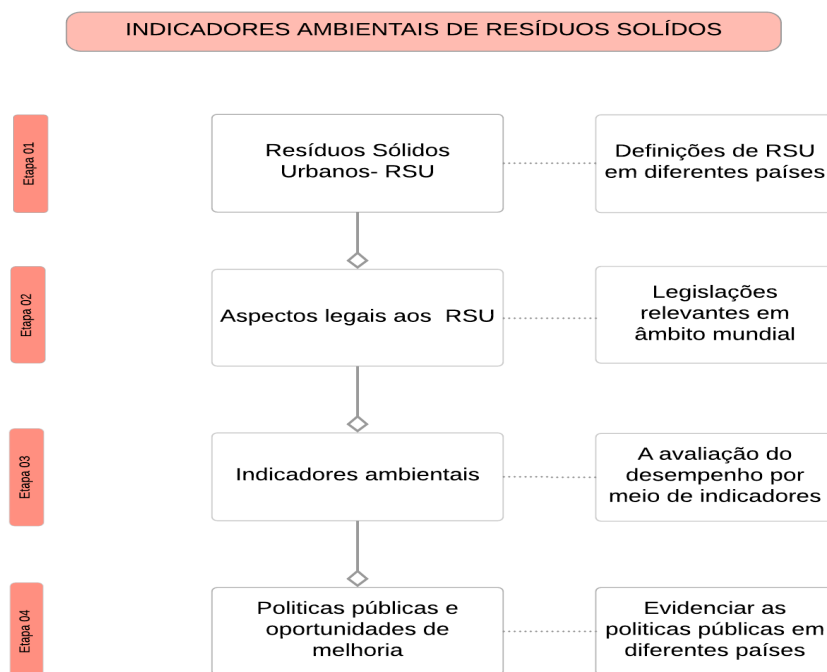 INDICADORES AMBIENTAIS DE RESÍDUOS SOLÍDOS
Etapa 01
Resíduos Sólidos
Urbanos- RSU
Definições de RSU
em diferentes países
Etapa 02
Aspectos legais aos  RSU
Legislações
relevantes em
âmbito mundial
Etapa 03
Indicadores ambientais
A avaliação do
desempenho por
meio de indicadores
Etapa 04
Politicas públicas e
oportunidades de
melhoria
Evidenciar as
politicas públicas em
diferentes países